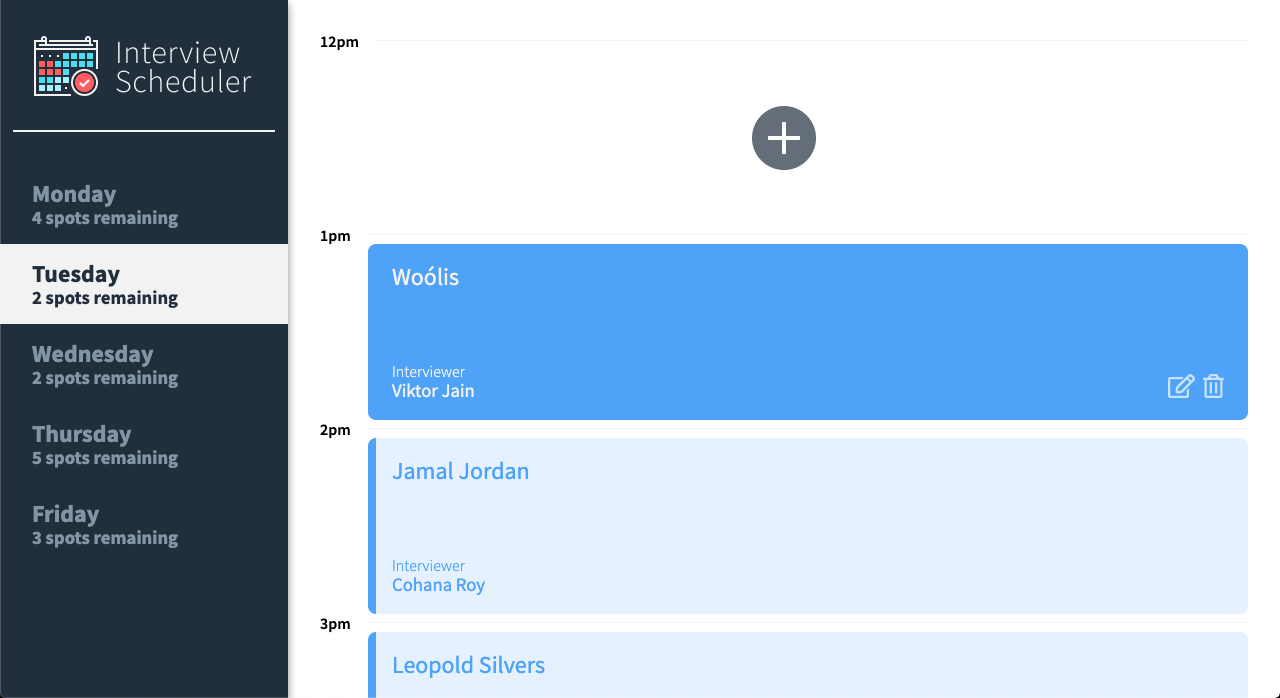 Interview
Scheduler
Monday
4 spots remaining
Tuesday
2 spots remaining
Wednesday
2 spots remaining
Thursday
5 spots remaining
Friday
3 spots remaining
12pm
1pm
Woólis
Interviewer
Viktor Jain
2pm
Jamal Jordan
Interviewer
Cohana Roy
3pm
Leopold Silvers